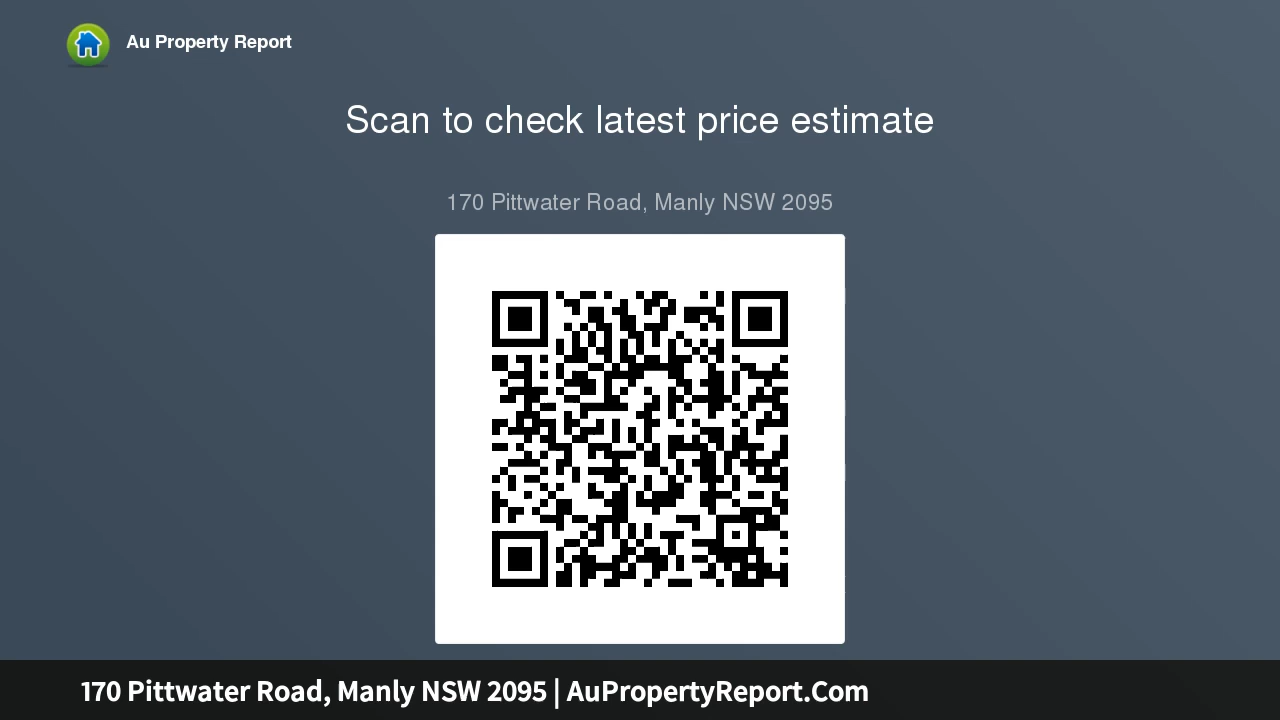 Au Property Report
Scan to check latest price estimate
170 Pittwater Road, Manly NSW 2095
170 Pittwater Road, Manly NSW 2095 | AuPropertyReport.Com